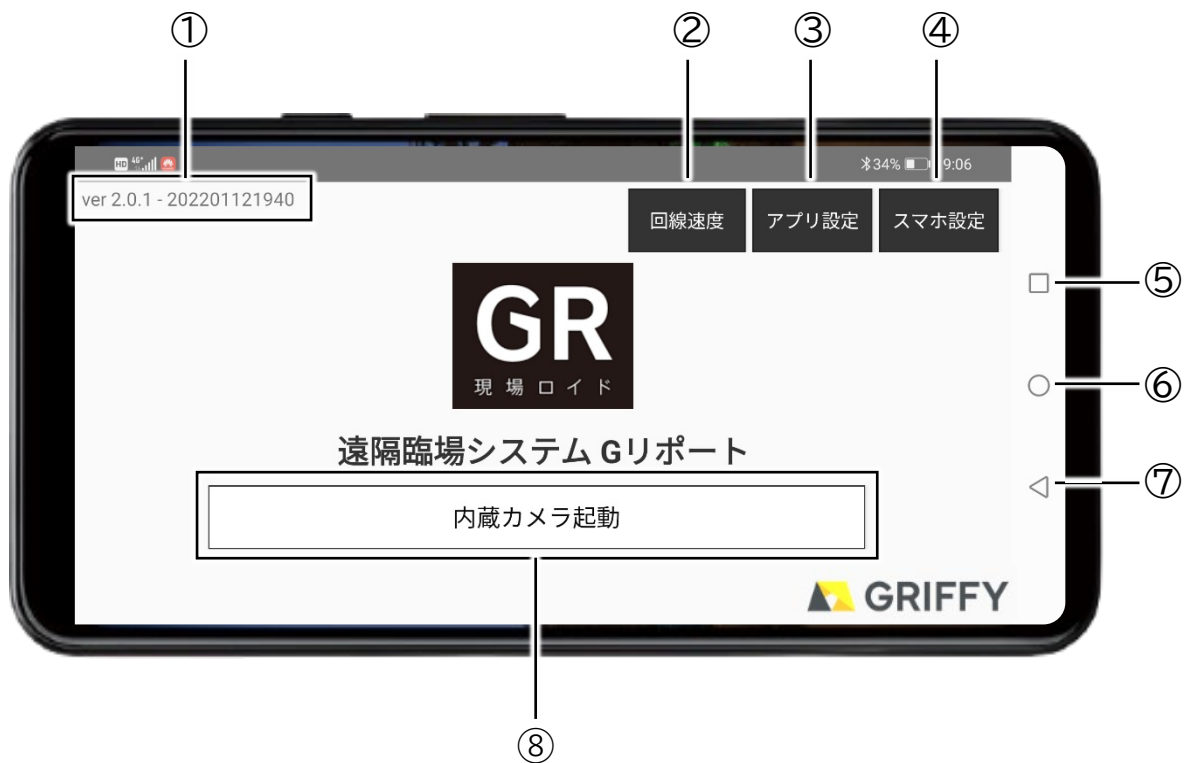 ① ② ③ ④
HD 46° 34% 9:06
ver 2.0.1 - 202201121940
回線速度 アプリ設定 スマホ設定
GR
現場ロイド
遠隔臨場システム Gリポート
内蔵カメラ起動
GRIFFY
⑤
⑥
⑦
⑧